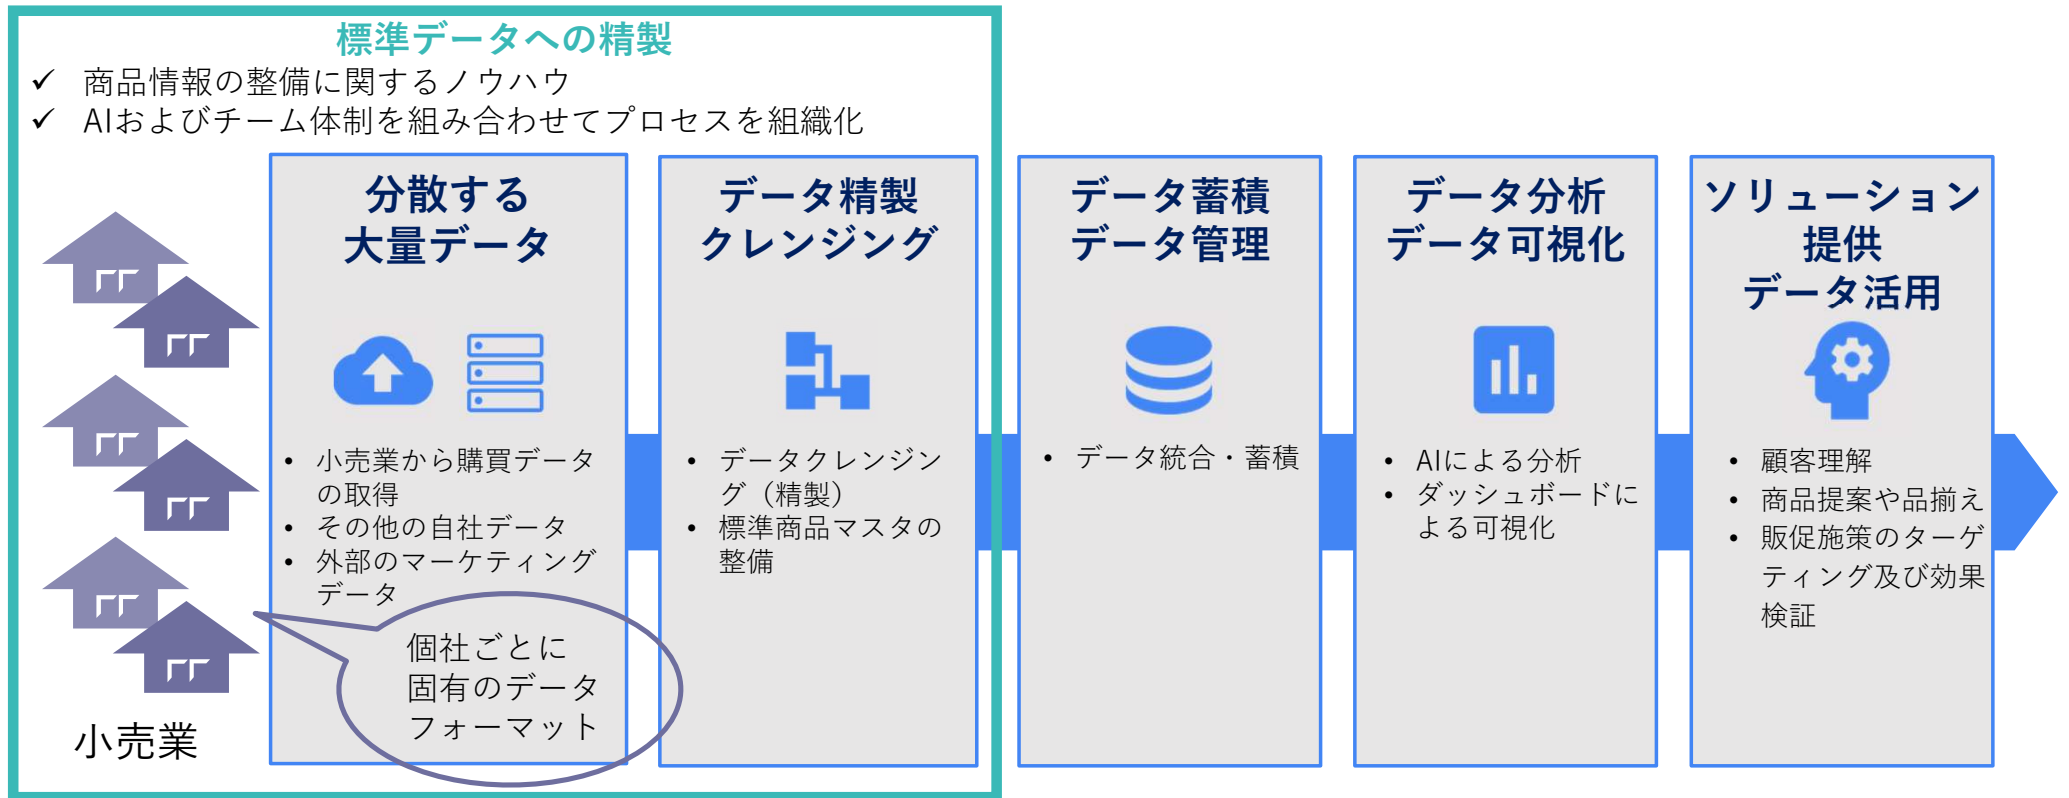 標準データへの精製
✓ 商品情報の整備に関するノウハウ
✓ AIおよびチーム体制を組み合わせてプロセスを組織化
小売業
分散する
大量データ
• 小売業から購買データ
の取得
• その他の自社データ
• 外部のマーケティング
データ
個社ごとに
固有のデータ
フォーマット
データ精製
クレンジング
• データクレンジン
グ（精製）
• 標準商品マスタの
整備
データ蓄積
データ管理
• データ統合・蓄積
データ分析
データ可視化
• AIによる分析
• ダッシュボードに
よる可視化
ソリューション
提供
データ活用
• 顧客理解
• 商品提案や品揃え
• 販促施策のターゲ
ティング及び効果
検証